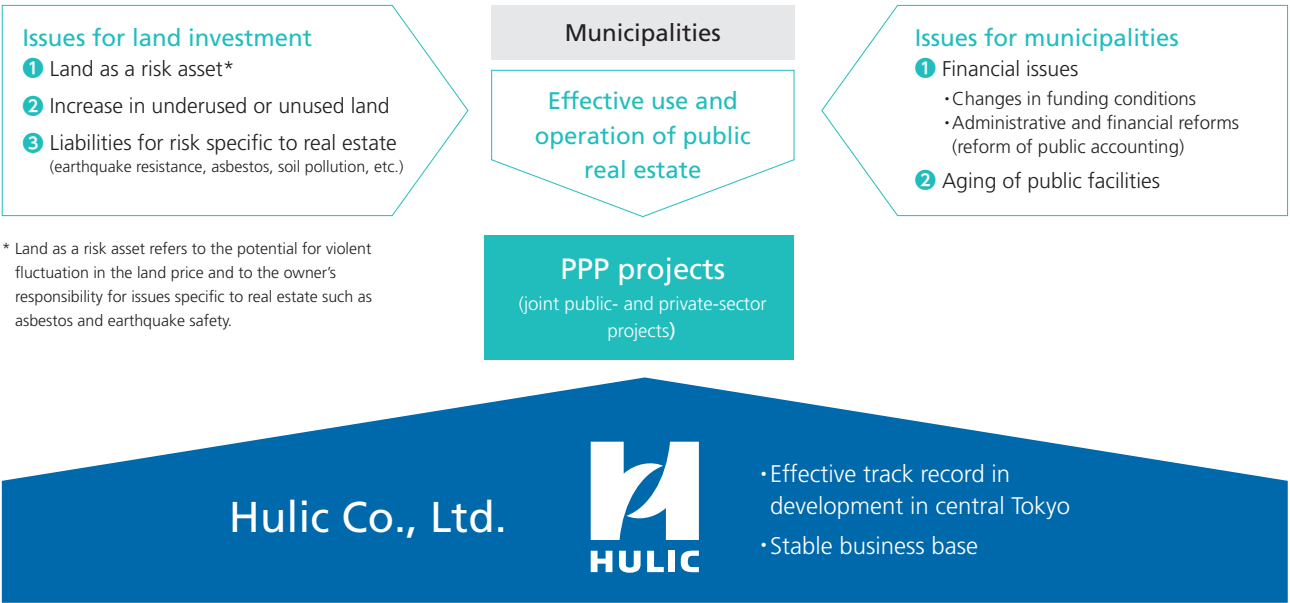 Issues for land investment
❶ Land as a risk asset*
❷ Increase in underused or unused land
❸ Liabilities for risk specific to real estate
(earthquake resistance, asbestos, soil pollution, etc.)
* Land as a risk asset refers to the potential for violent
fluctuation in the land price and to the owner's
responsibility for issues specific to real estate such as
asbestos and earthquake safety.
Municipalities
Effective use and
operation of public
real estate
Issues for municipalities
❶ Financial issues
・Changes in funding conditions
・Administrative and financial reforms
(reform of public accounting)
❷ Aging of public facilities
PPP projects
(joint public- and private-sector
projects)
Hulic Co., Ltd.
HULIC
・Effective track record in
development in central Tokyo
・Stable business base